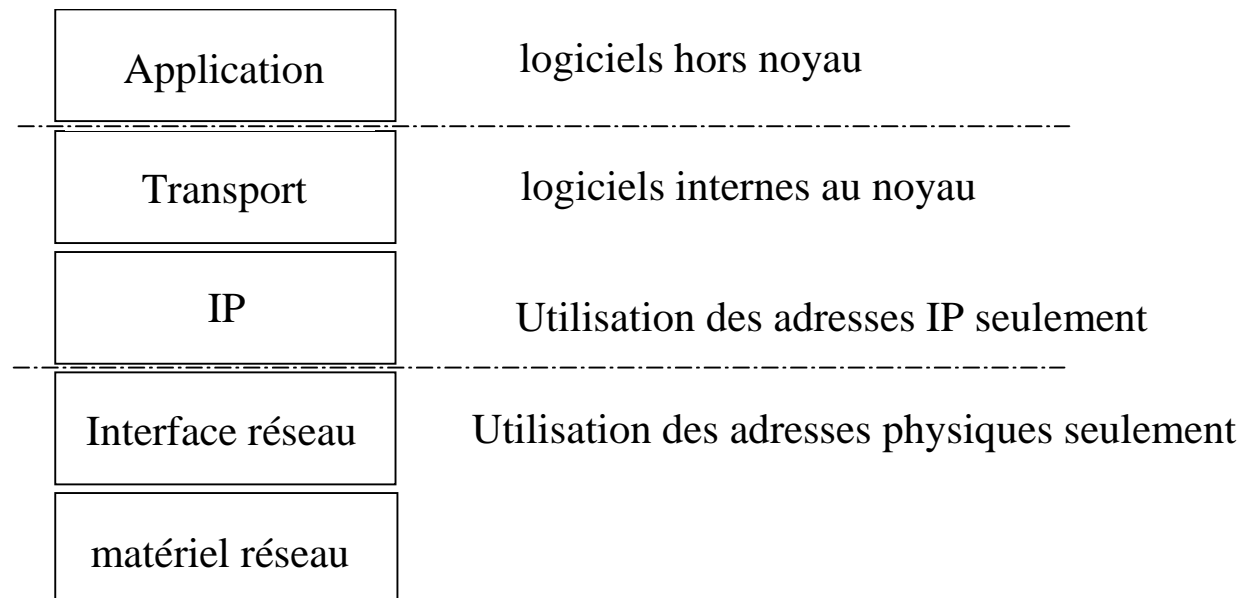 Application
logiciels hors noyau
Transport
logiciels internes au noyau
IP
Utilisation des adresses IP seulement
Interface réseau
Utilisation des adresses physiques seulement
matériel réseau